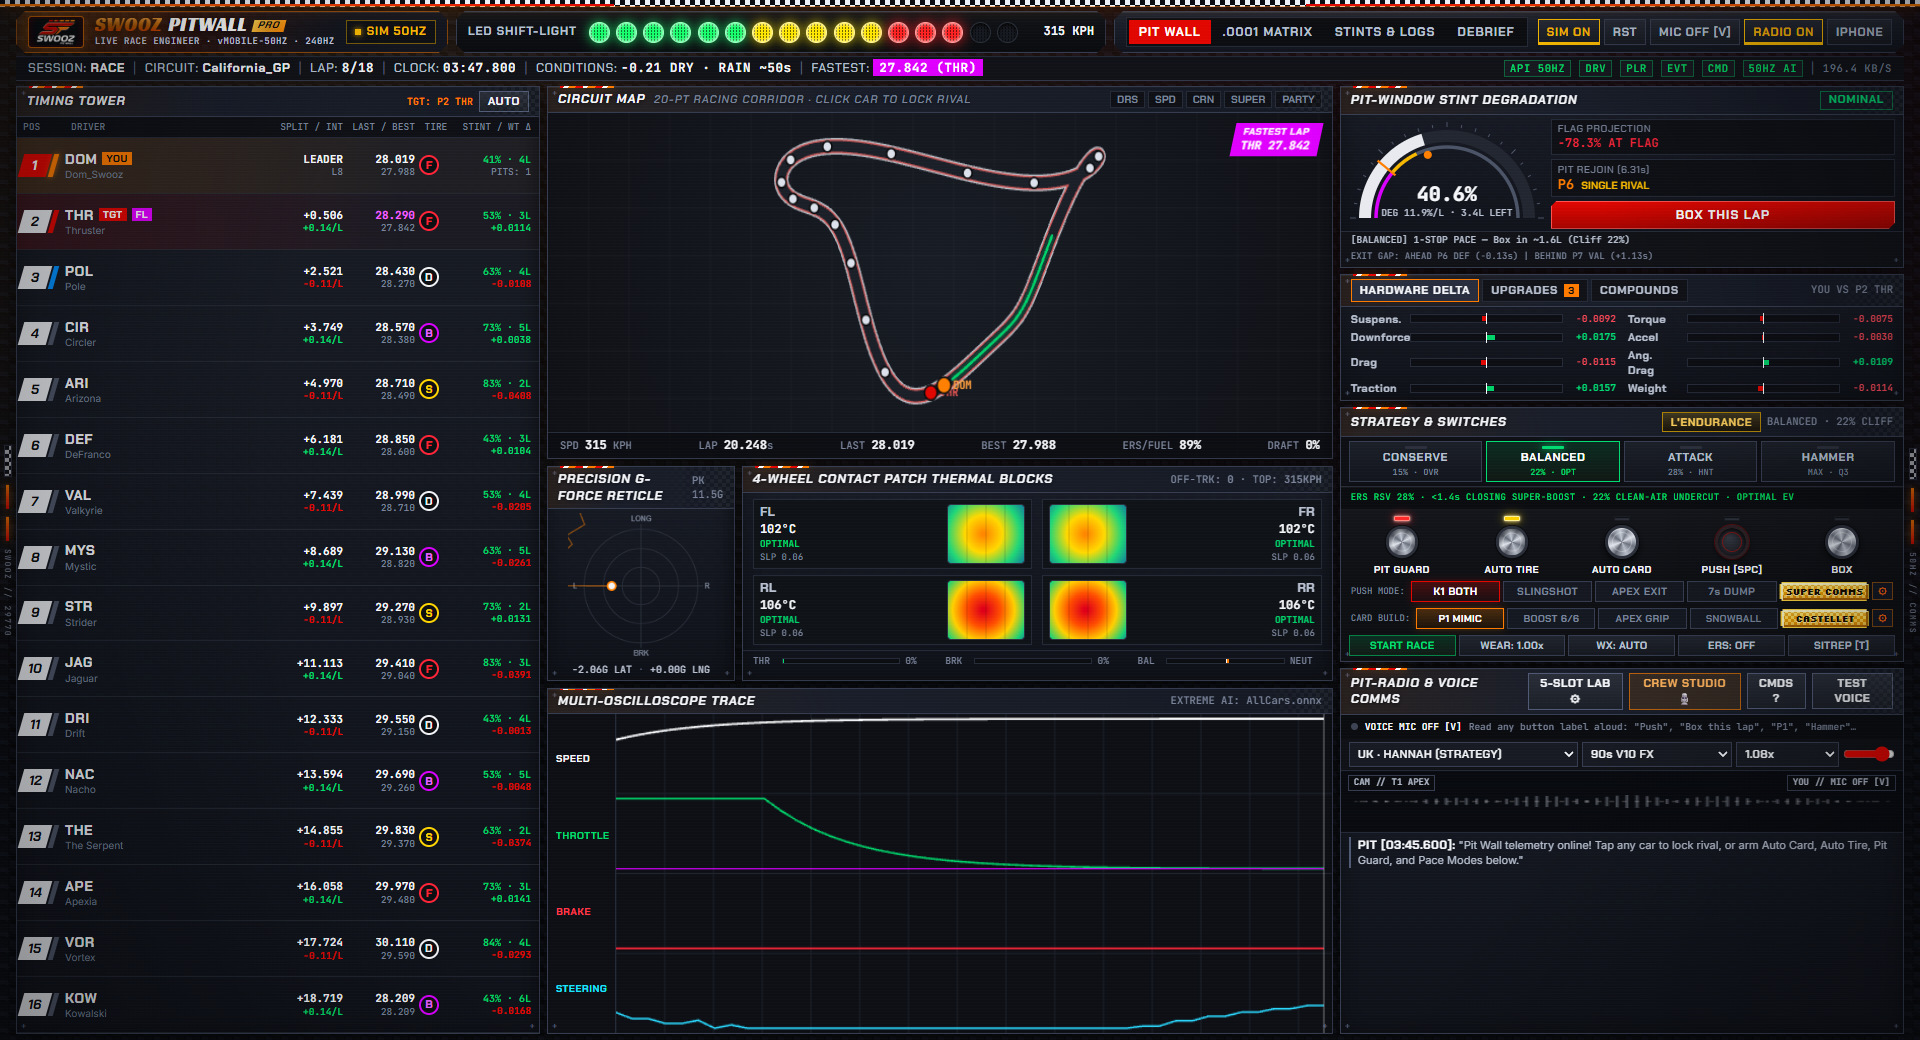 SWOOZ
SWOOZ PITWALL PRO
LIVE RACE ENGINEER · vMOBILE-50HZ · 240HZ
SIM 50HZ
LED SHIFT-LIGHT
315 KPH
PIT WALL
.0001 MATRIX
STINTS & LOGS
DEBRIEF
SIM ON
RST
MIC OFF [V]
RADIO ON
IPHONE
SESSION: RACE | CIRCUIT: California_GP | LAP: 8/18 | CLOCK: 03:47.800 | CONDITIONS: -0.21 DRY · RAIN ~50s | FASTEST: 27.842 (THR)
API 50HZ DRV PLR EVT CMD 50HZ AI | 196.4 KB/S
TIMING TOWER
TGT: P2 THR AUTO
POS DRIVER SPLIT / INT LAST / BEST TIRE STINT / WT Δ
1 DOM YOU LEADER 28.019 F 41% · 4L
Dom_Swooz L8 27.988 PITS: 1
2 THR TGT FL +0.506 28.290 F 53% · 3L
Thruster +0.14/L 27.842 +0.0114
3 POL +2.521 28.430 D 63% · 4L
Pole -0.11/L 28.270 -0.0108
4 CIR +3.749 28.570 B 73% · 5L
Circler +0.14/L 28.380 +0.0038
5 ARI +4.970 28.710 S 83% · 2L
Arizona -0.11/L 28.490 -0.0408
6 DEF +6.181 28.850 F 43% · 3L
DeFranco +0.14/L 28.600 +0.0104
7 VAL +7.439 28.990 D 53% · 4L
Valkyrie -0.11/L 28.710 -0.0205
8 MYS +8.689 29.130 B 63% · 5L
Mystic +0.14/L 28.820 -0.0261
9 STR +9.897 29.270 S 73% · 2L
Strider -0.11/L 28.930 +0.0131
10 JAG +11.113 29.410 F 83% · 3L
Jaguar +0.14/L 29.040 -0.0391
11 DRI +12.333 29.550 D 43% · 4L
Drift -0.11/L 29.150 -0.0013
12 NAC +13.594 29.690 B 53% · 5L
Nacho +0.14/L 29.260 -0.0048
13 THE +14.855 29.830 S 63% · 2L
The Serpent -0.11/L 29.370 -0.0374
14 APE +16.058 29.970 F 73% · 3L
Apexia +0.14/L 29.480 +0.0141
15 VOR +17.724 30.110 D 84% · 4L
Vortex -0.11/L 29.590 -0.0293
16 KOW +18.719 28.209 B 43% · 6L
Kowalski +0.14/L 28.209 -0.0168
CIRCUIT MAP 20-PT RACING CORRIDOR · CLICK CAR TO LOCK RIVAL
DRS SPD CRN SUPER PARTY
FASTEST LAP
THR 27.842
DOM
SPD 315 KPH LAP 20.248s LAST 28.019 BEST 27.988 ERS/FUEL 89% DRAFT 0%
PRECISION G-
FORCE RETICLE
PK
11.5G
LONG
L
R
BRK
-2.06G LAT · +0.00G LNG
4-WHEEL CONTACT PATCH THERMAL BLOCKS
OFF-TRK: 0 · TOP: 315KPH
FL
102°C
OPTIMAL
SLP 0.06
FR
102°C
OPTIMAL
SLP 0.06
RL
106°C
OPTIMAL
SLP 0.06
RR
106°C
OPTIMAL
SLP 0.06
THR 0% BRK 0% BAL NEUT
MULTI-OSCILLOSCOPE TRACE
EXTREME AI: AllCars.onnx
SPEED
THROTTLE
BRAKE
STEERING
PIT-WINDOW STINT DEGRADATION
NOMINAL
40.6%
DEG 11.9%/L · 3.4L LEFT
FLAG PROJECTION
-78.3% AT FLAG
PIT REJOIN (6.31s)
P6 SINGLE RIVAL
BOX THIS LAP
[BALANCED] 1-STOP PACE — Box in ~1.6L (Cliff 22%)
EXIT GAP: AHEAD P6 DEF (-0.13s) | BEHIND P7 VAL (+1.13s)
HARDWARE DELTA
UPGRADES 3
COMPOUNDS
YOU VS P2 THR
Suspens. -0.0092 Torque -0.0075
Downforce +0.0175 Accel -0.0030
Drag -0.0115 Ang. Drag +0.0109
Traction +0.0157 Weight -0.0114
STRATEGY & SWITCHES
L'ENDURANCE
BALANCED · 22% CLIFF
CONSERVE
15% · OVR
BALANCED
22% · OPT
ATTACK
28% · HNT
HAMMER
MAX · Q3
ERS RSV 28% · <1.4s CLOSING SUPER-BOOST · 22% CLEAN-AIR UNDERCUT · OPTIMAL EV
PIT GUARD
AUTO TIRE
AUTO CARD
PUSH [SPC]
BOX
PUSH MODE: K1 BOTH SLINGSHOT APEX EXIT 7s DUMP SUPER COMMS ⚙
CARD BUILD: P1 MIMIC BOOST 6/6 APEX GRIP SNOWBALL CASTELLET ⚙
START RACE WEAR: 1.00x WX: AUTO ERS: OFF SITREP [T]
PIT-RADIO & VOICE
COMMS
5-SLOT LAB
⚙
CREW STUDIO
CMDS
?
TEST
VOICE
VOICE MIC OFF [V] Read any button label aloud: "Push", "Box this lap", "P1", "Hammer"…
UK · HANNAH (STRATEGY)
90s V10 FX
1.08x
CAM // T1 APEX
YOU // MIC OFF [V]
PIT [03:45.600]: "Pit Wall telemetry online! Tap any car to lock rival, or arm Auto Card, Auto Tire, Pit
Guard, and Pace Modes below."
SWOOZ // 29770
50HZ // COMMS